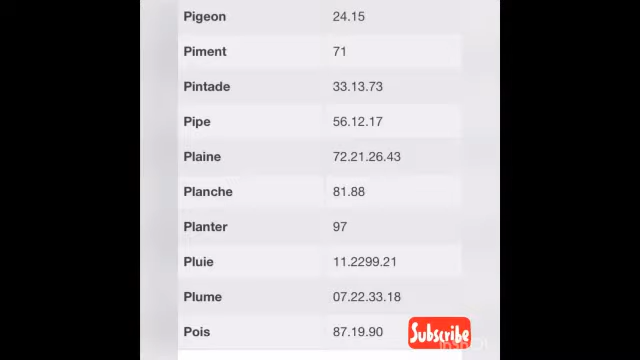 Pigeon 24.15
Piment 71
Pintade 33.13.73
Pipe 56.12.17
Plaine 72.21.26.43
Planche 81.88
Planter 97
Pluie 11.2299.21
Plume 07.22.33.18
Pois 87.19.90
Subscribe